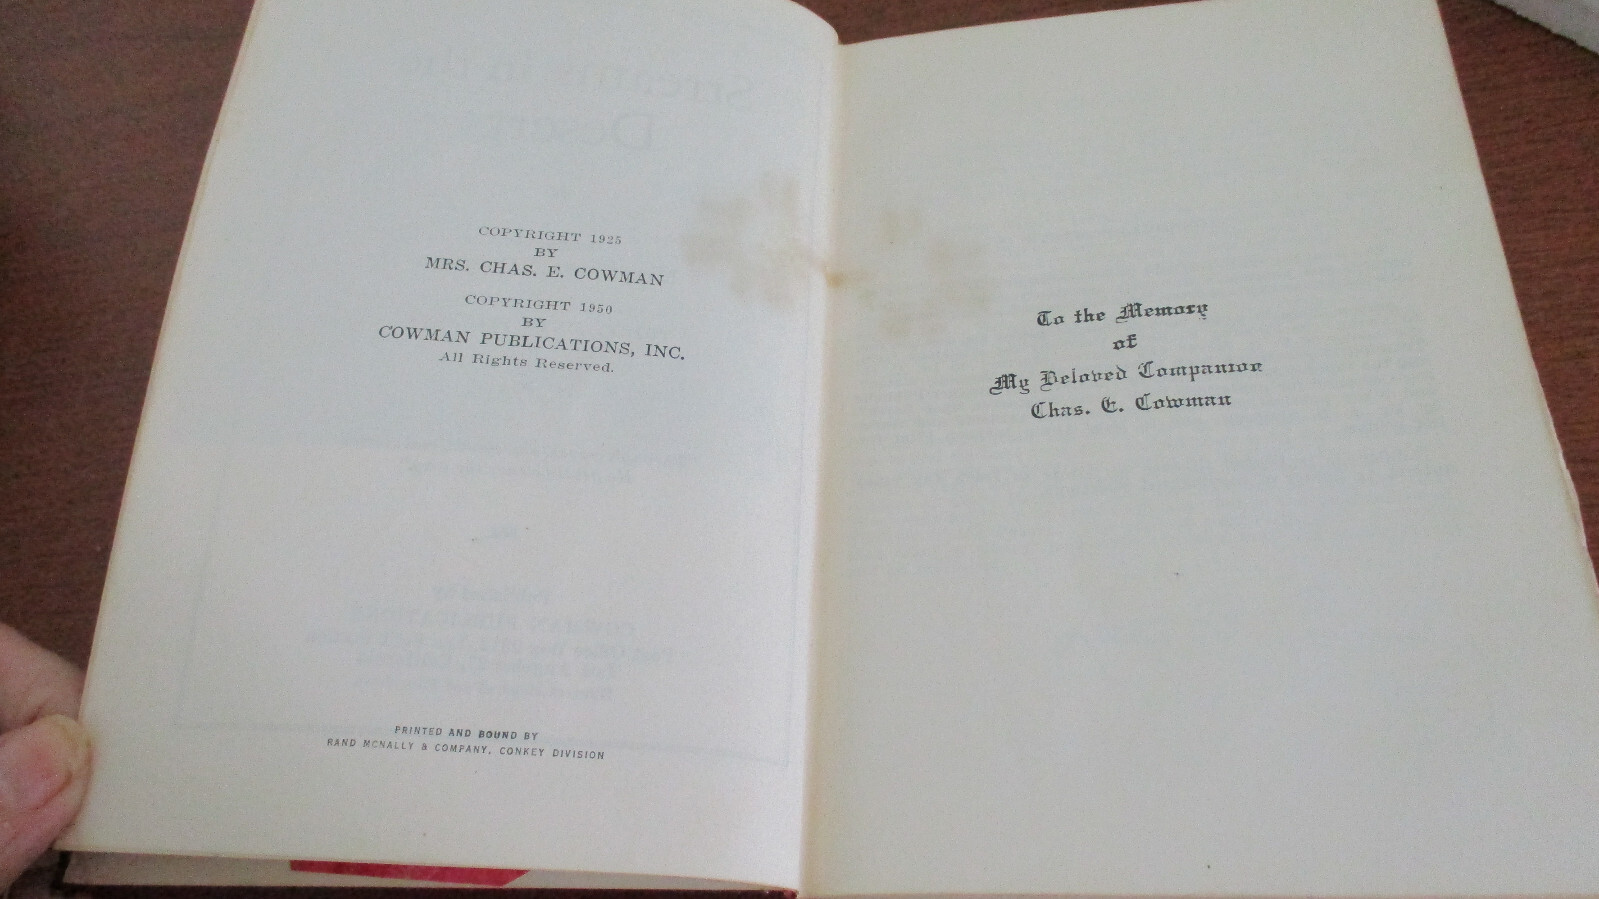 COPYRIGHT 1925
BY
MRS. CHAS. E. COWMAN
COPYRIGHT 1950
BY
COWMAN PUBLICATIONS, INC.
All Rights Reserved.
PRINTED AND BOUND BY
RAND MCNALLY & COMPANY, CONKEY DIVISION
To the Memory
of
My Beloved Companion
Chas. E. Cowman